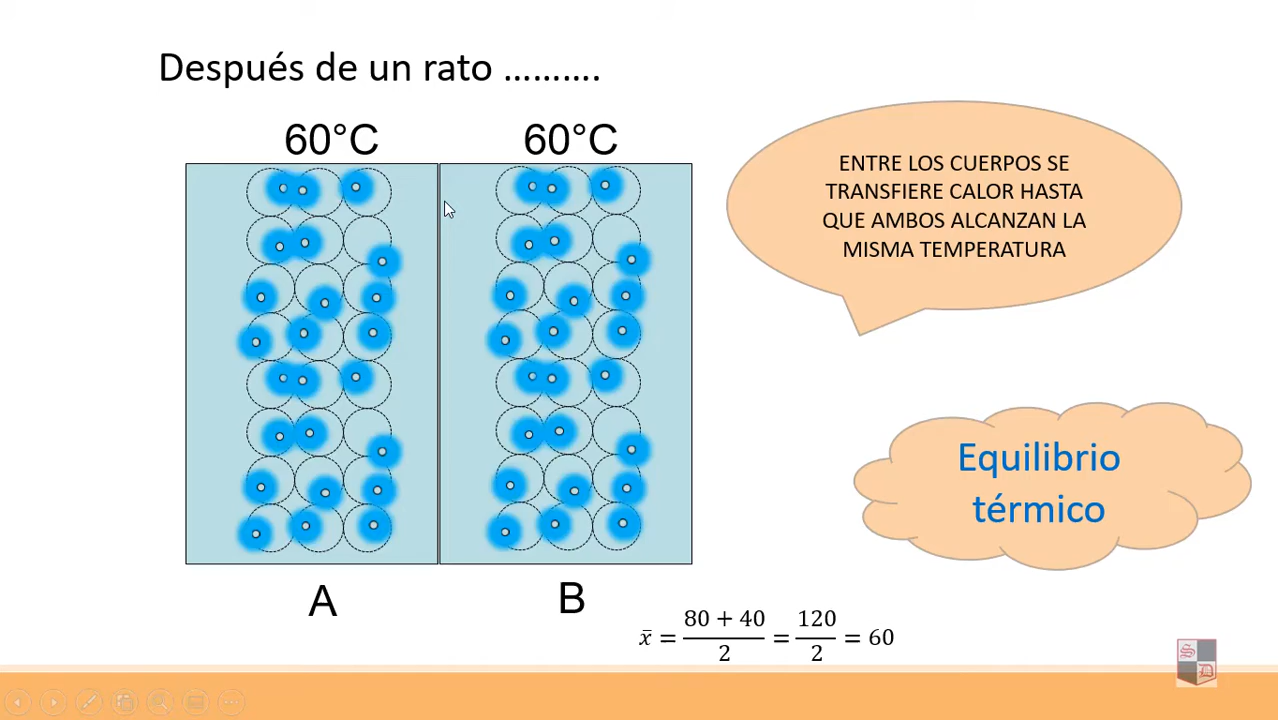 Después de un rato ..........
60°C
60°C
ENTRE LOS CUERPOS SE
TRANSFIERE CALOR HASTA
QUE AMBOS ALCANZAN LA
MISMA TEMPERATURA
Equilibrio
térmico
A
B
x̄ = (80 + 40)/2 = 120/2 = 60
S
D